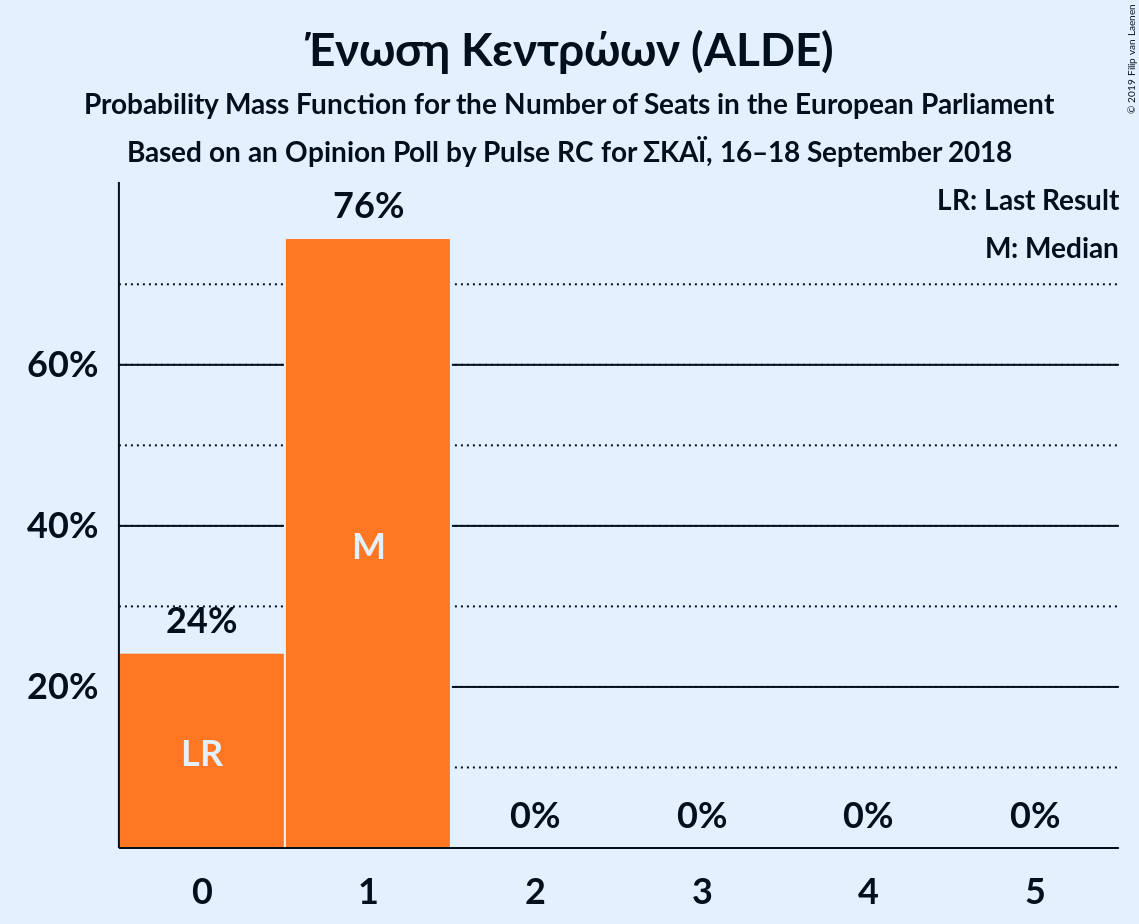 Ένωση Κεντρώων (ALDE)
Probability Mass Function for the Number of Seats in the European Parliament
Based on an Opinion Poll by Pulse RC for ΣΚΑΪ, 16–18 September 2018
© 2019 Filip van Laenen
LR: Last Result
M: Median
76%
60%
40%
M
24%
20%
LR
0% 0% 0% 0%
0 1 2 3 4 5